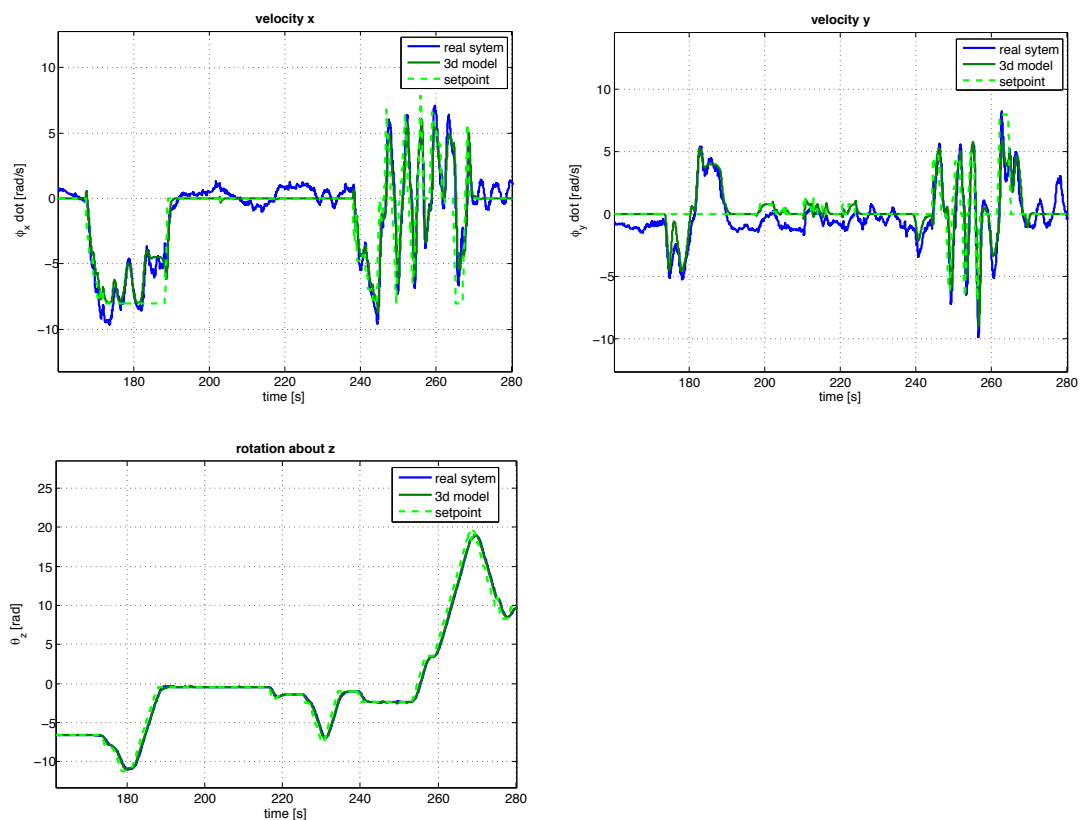 velocity x
real sytem
3d model
setpoint
10
5
0
−5
−10
ϕx dot [rad/s]
180 200 220 240 260 280
time [s]
velocity y
real sytem
3d model
setpoint
10
5
0
−5
−10
ϕy dot [rad/s]
180 200 220 240 260 280
time [s]
rotation about z
real sytem
3d model
setpoint
25
20
15
10
5
0
−5
−10
θz [rad]
180 200 220 240 260 280
time [s]